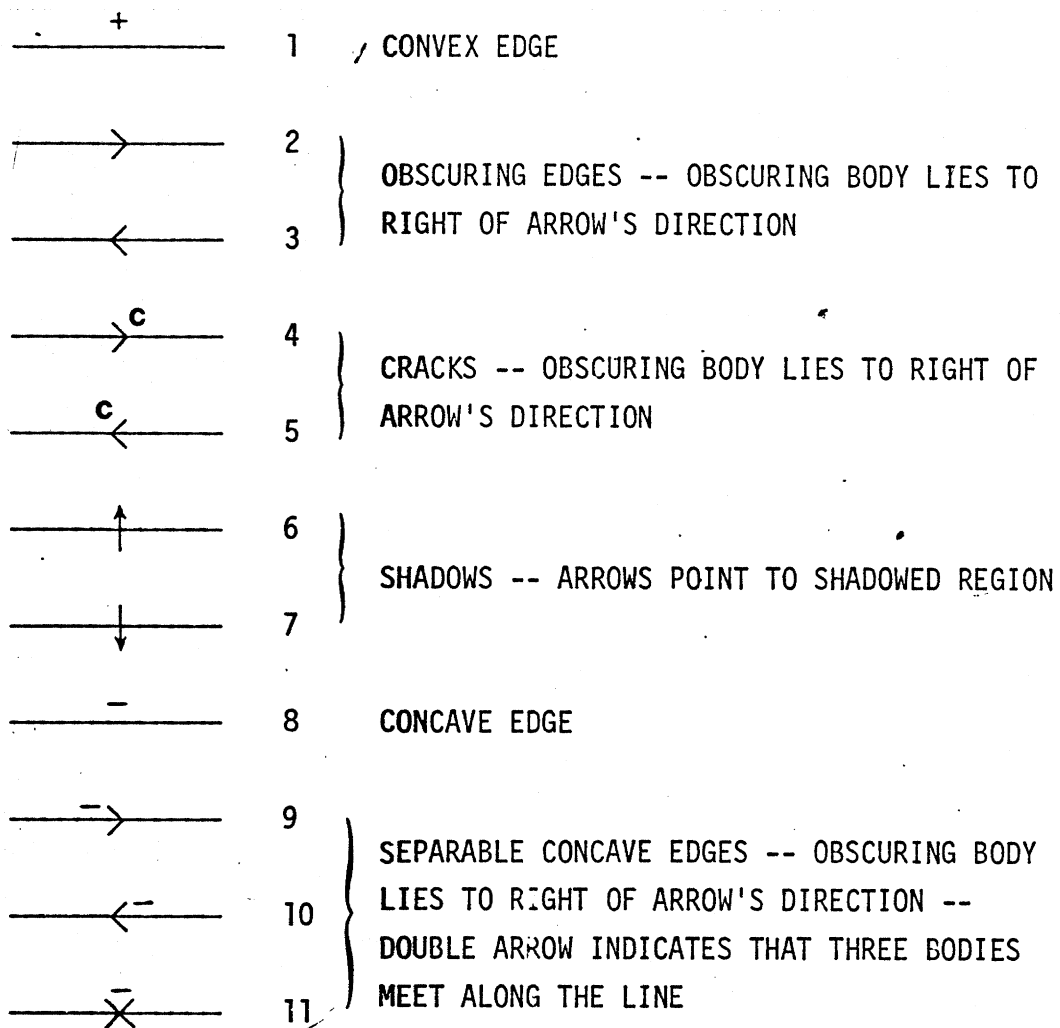 +
1 CONVEX EDGE
2
OBSCURING EDGES -- OBSCURING BODY LIES TO
RIGHT OF ARROW'S DIRECTION
3
C
4
CRACKS -- OBSCURING BODY LIES TO RIGHT OF
C
ARROW'S DIRECTION
5
6
SHADOWS -- ARROWS POINT TO SHADOWED REGION
7
-
8 CONCAVE EDGE
-
9
SEPARABLE CONCAVE EDGES -- OBSCURING BODY
LIES TO RIGHT OF ARROW'S DIRECTION --
-
10
DOUBLE ARROW INDICATES THAT THREE BODIES
MEET ALONG THE LINE
-
11